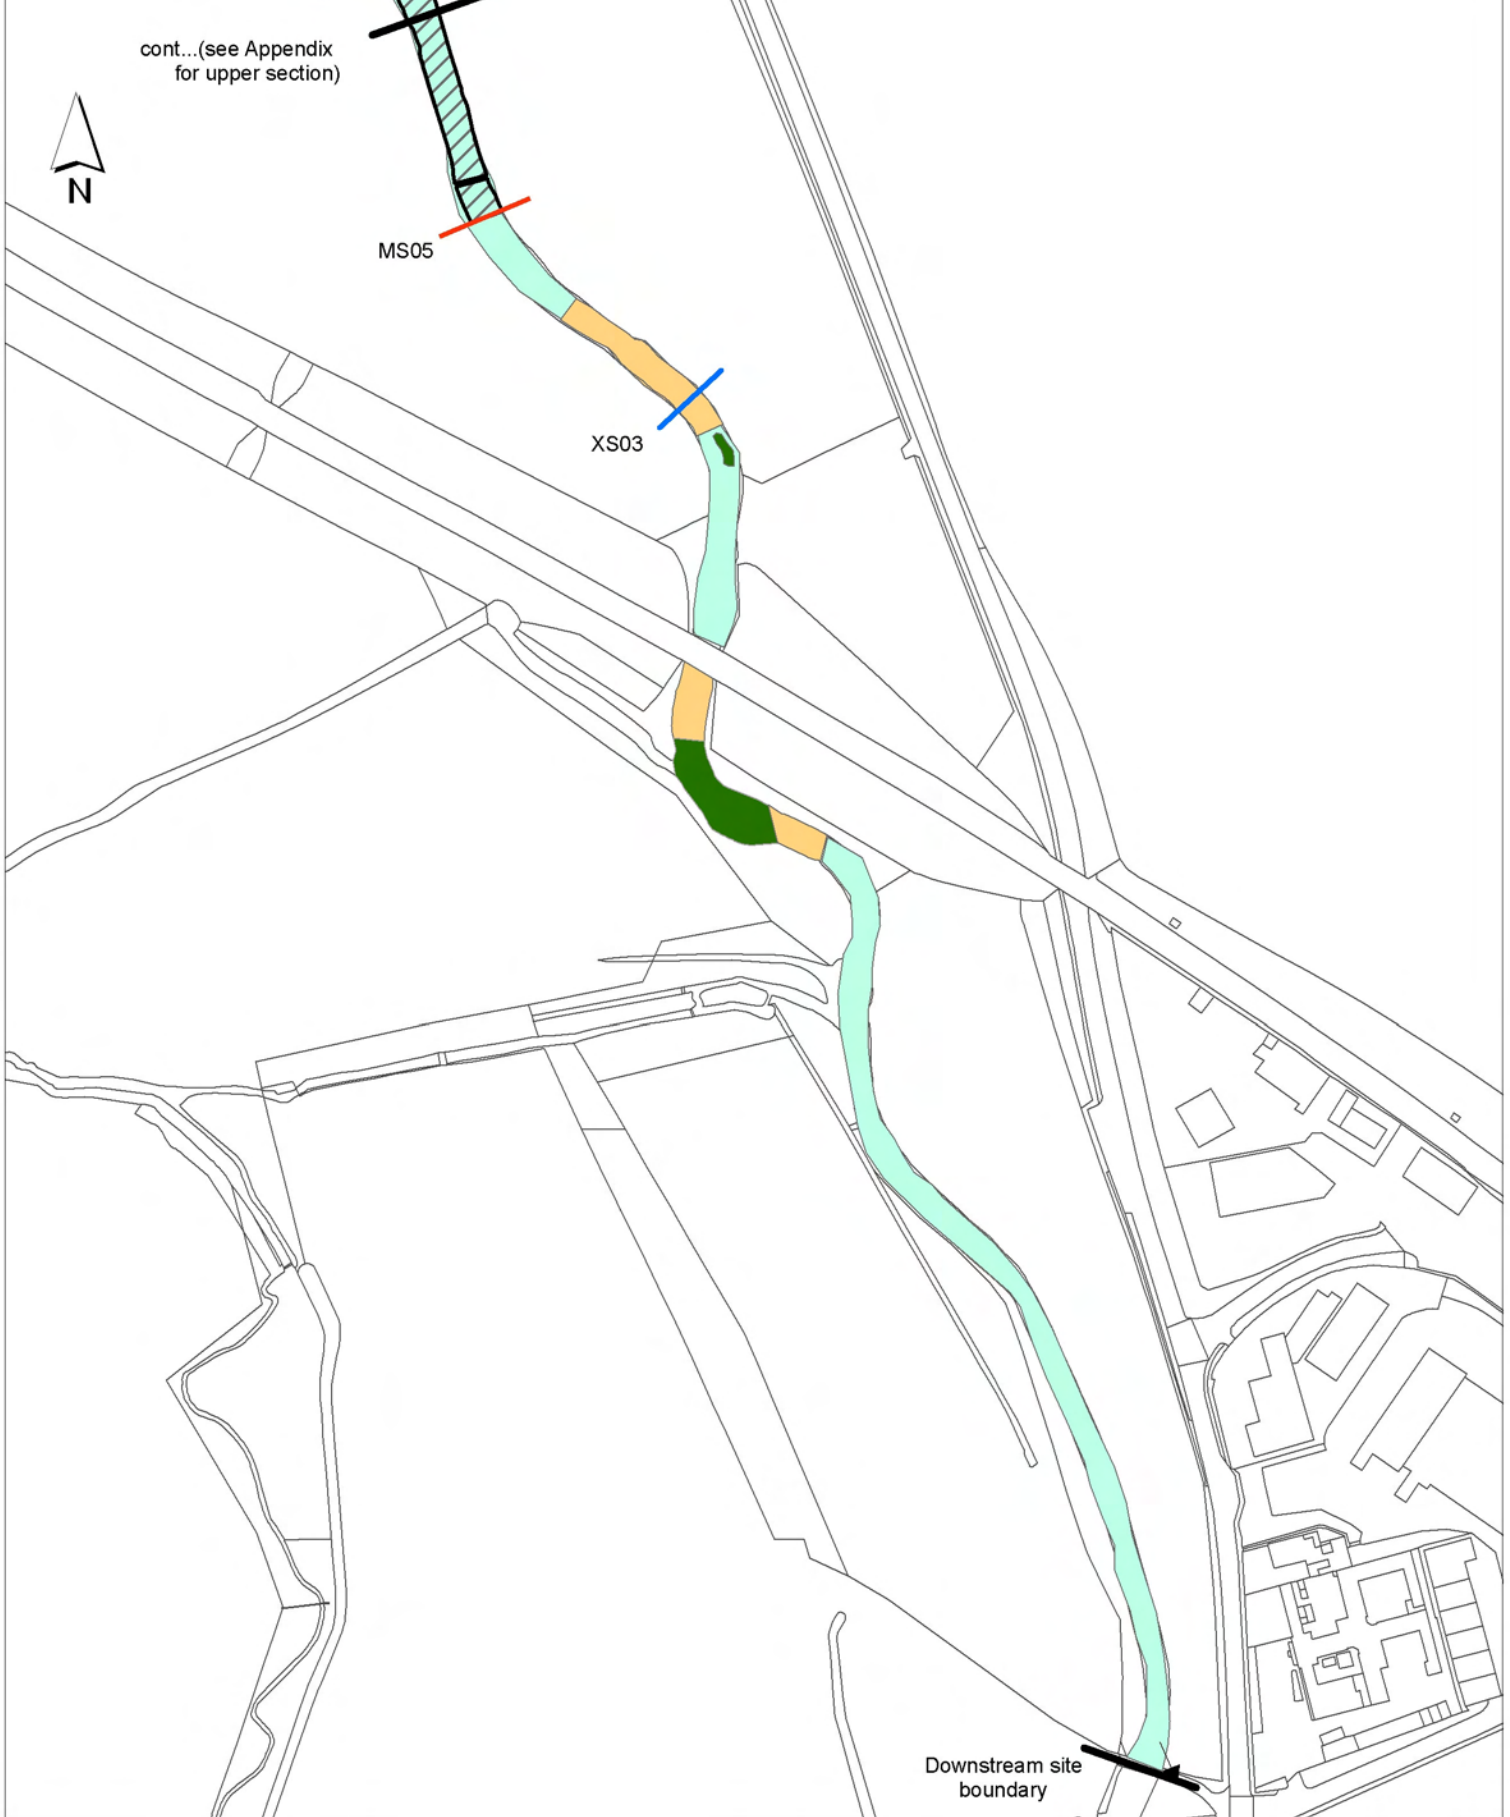 cont...(see Appendix
for upper section)
N
MS05
XS03
Downstream site
boundary